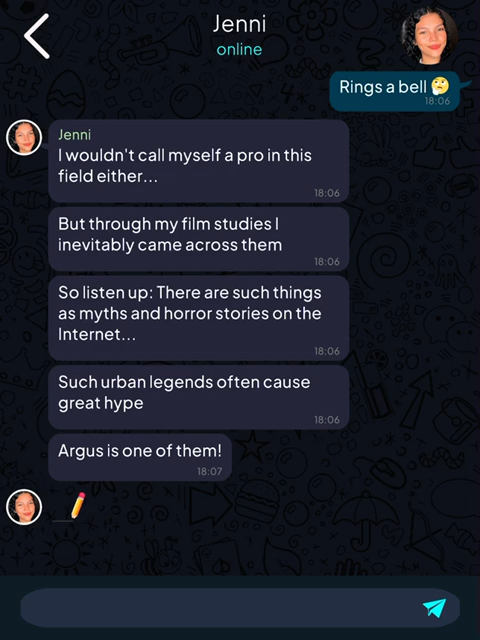 Jenni
online
Rings a bell 🤔
18:06
Jenni
I wouldn't call myself a pro in this
field either...
18:06
But through my film studies I
inevitably came across them
18:06
So listen up: There are such things
as myths and horror stories on the
Internet...
18:06
Such urban legends often cause
great hype
18:06
Argus is one of them!
18:07